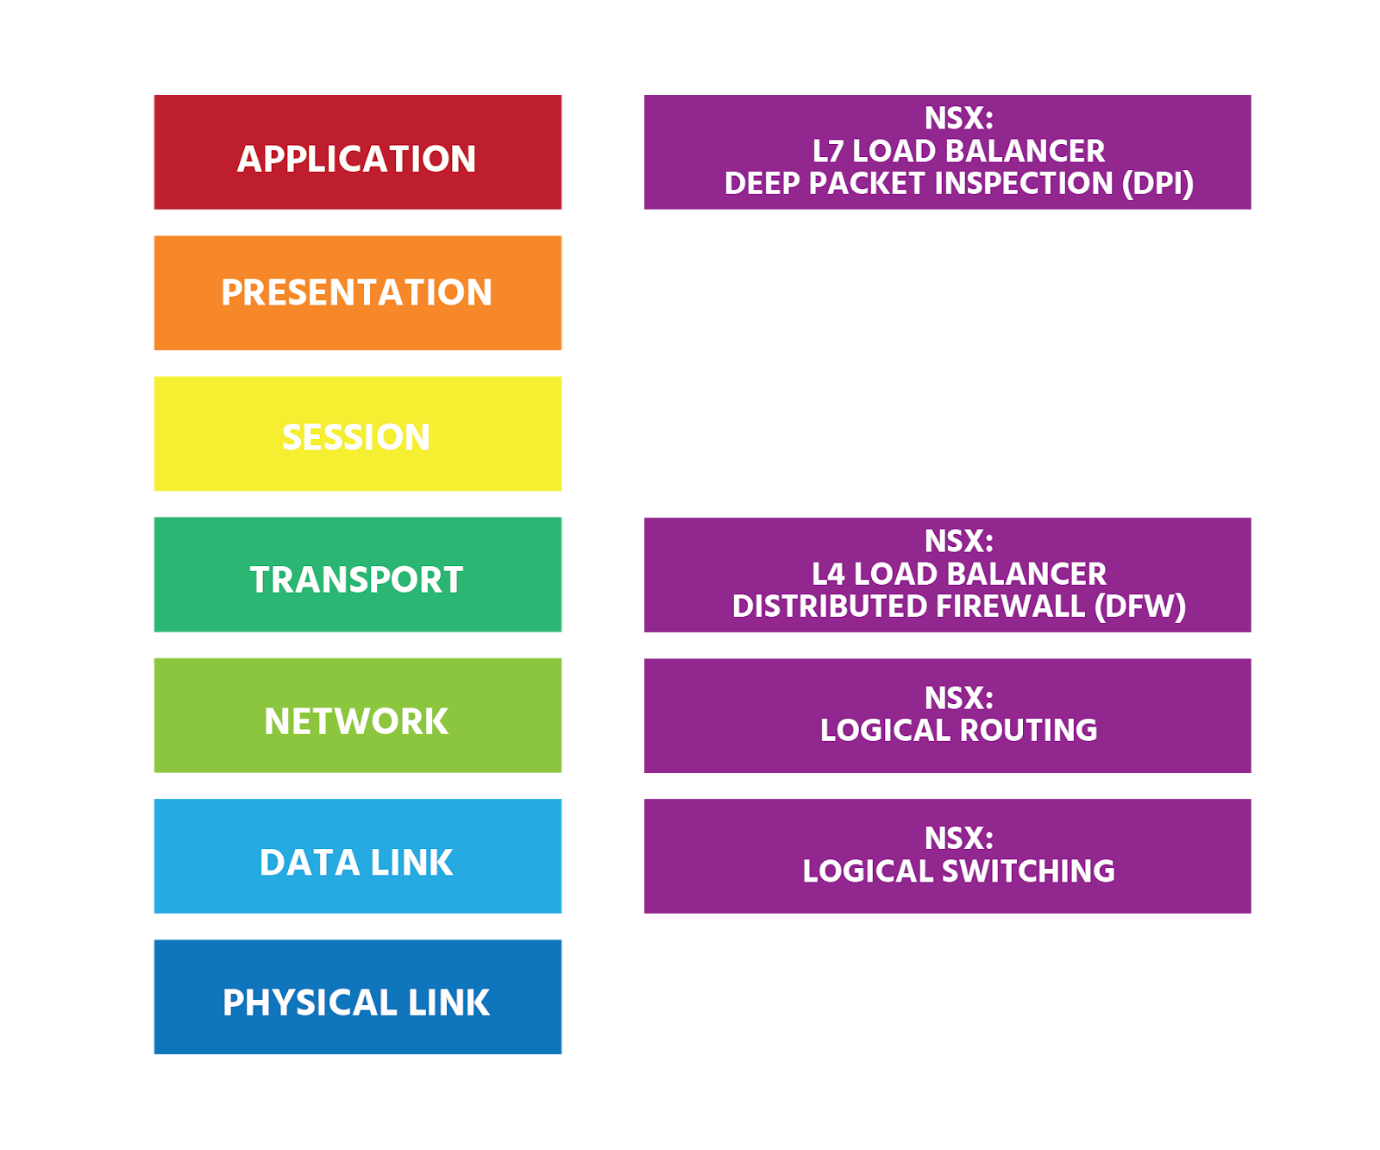 APPLICATION
NSX:
L7 LOAD BALANCER
DEEP PACKET INSPECTION (DPI)
PRESENTATION
SESSION
TRANSPORT
NSX:
L4 LOAD BALANCER
DISTRIBUTED FIREWALL (DFW)
NETWORK
NSX:
LOGICAL ROUTING
DATA LINK
NSX:
LOGICAL SWITCHING
PHYSICAL LINK